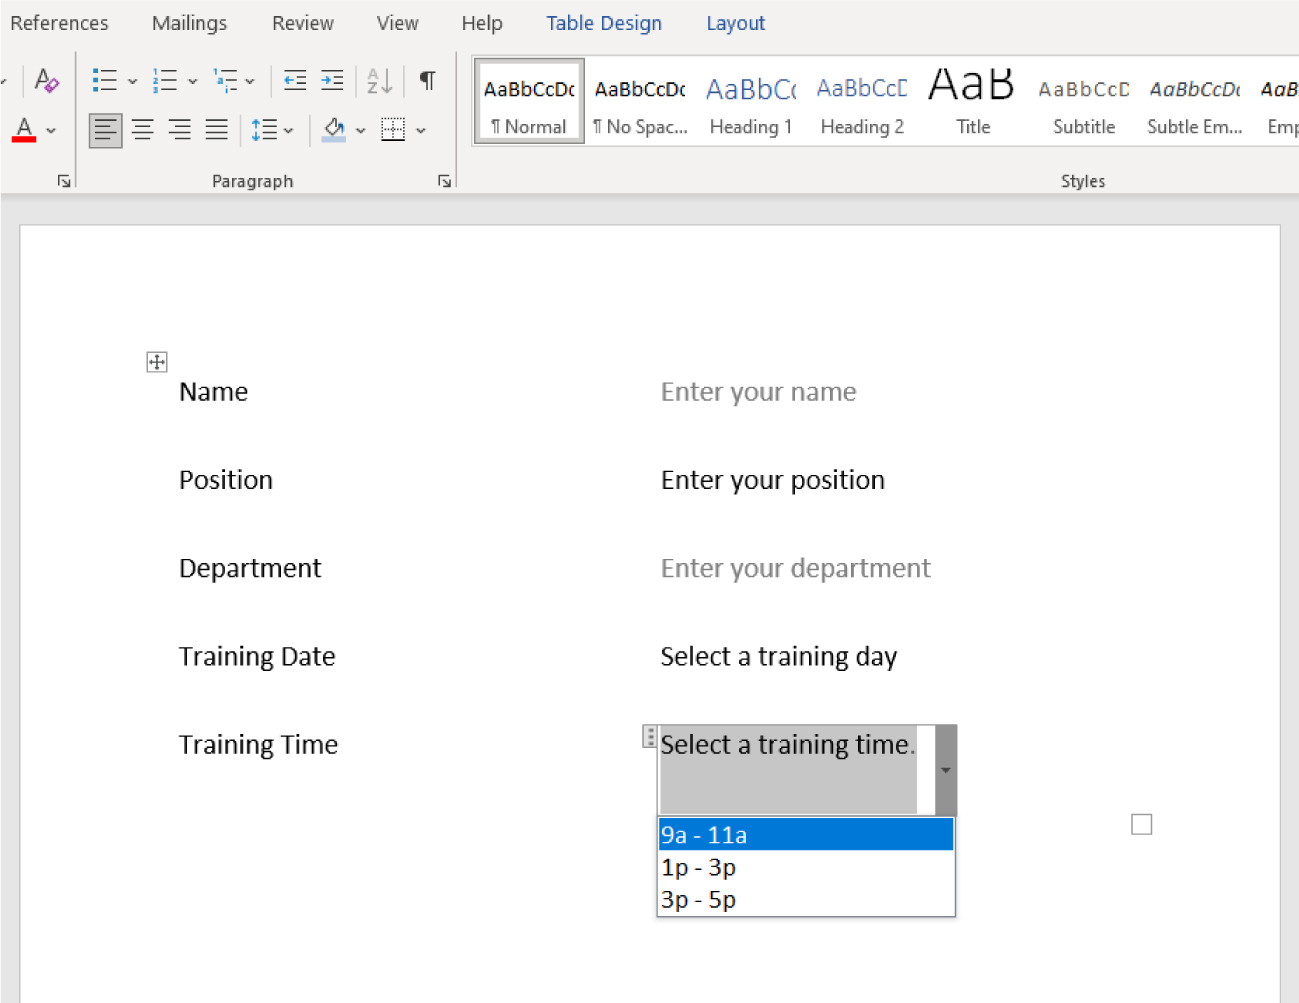 References Mailings Review View Help Table Design Layout
A AZ ¶ AaBbCcDc AaBbCcDc AaBbCc AaBbCcD AaB AaBbCcD AaBbCcDc AaB
A ¶ Normal ¶ No Spac... Heading 1 Heading 2 Title Subtitle Subtle Em... Emp
Paragraph Styles
Name Enter your name
Position Enter your position
Department Enter your department
Training Date Select a training day
Training Time Select a training time.
9a - 11a
1p - 3p
3p - 5p